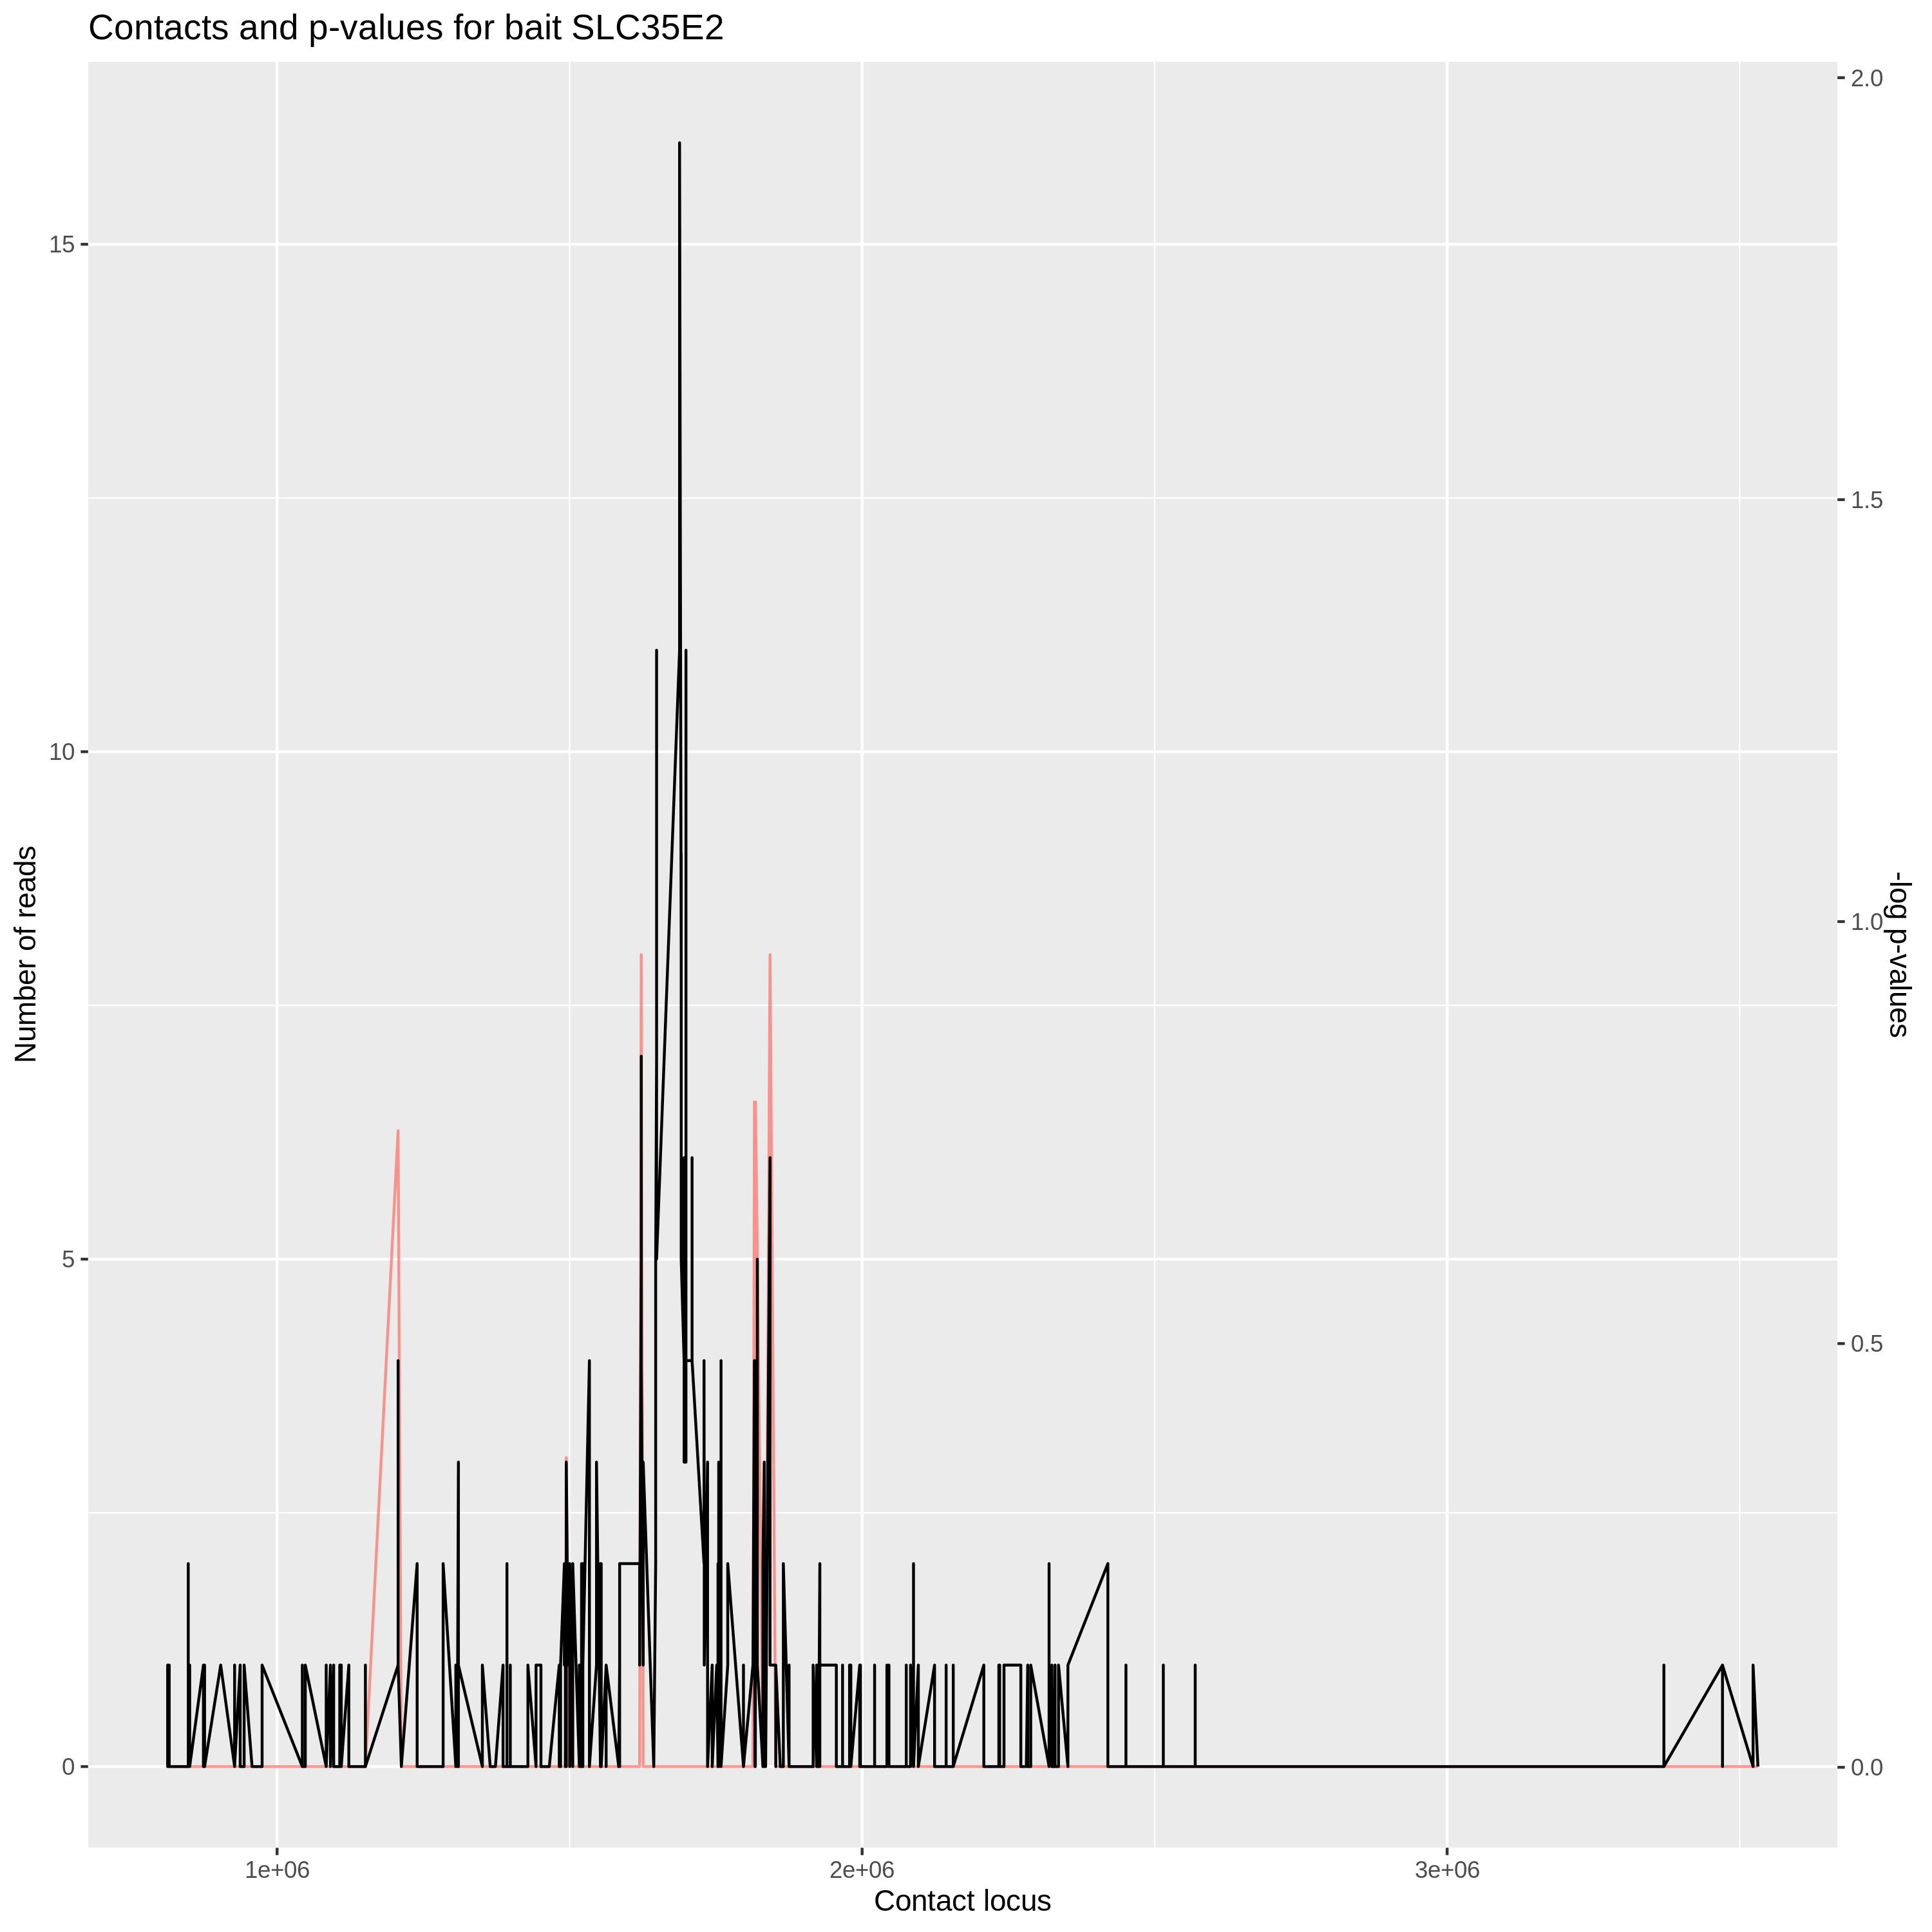 Contacts and p-values for bait SLC35E2
Number of reads
15
10
5
0
2.0
1.5
1.0
0.5
0.0
-log p-values
1e+06
2e+06
3e+06
Contact locus